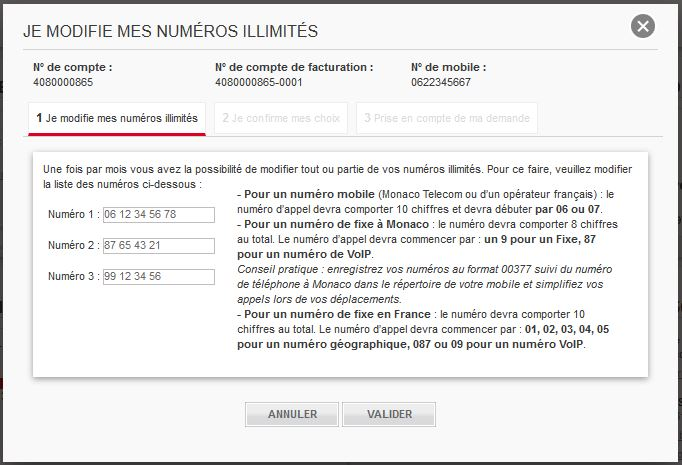 JE MODIFIE MES NUMÉROS ILLIMITÉS
N° de compte : N° de compte de facturation : N° de mobile :
4080000865 4080000865-0001 0622345667
1 Je modifie mes numéros illimités 2 Je confirme mes choix 3 Prise en compte de ma demande
Une fois par mois vous avez la possibilité de modifier tout ou partie de vos numéros illimités. Pour ce faire, veuillez modifier
la liste des numéros ci-dessous :
Numéro 1 : 06 12 34 56 78
Numéro 2 : 87 65 43 21
Numéro 3 : 99 12 34 56
- Pour un numéro mobile (Monaco Telecom ou d'un opérateur français) : le
numéro d'appel devra comporter 10 chiffres et devra débuter par 06 ou 07.
- Pour un numéro de fixe à Monaco : le numéro devra comporter 8 chiffres
au total. Le numéro d'appel devra commencer par : un 9 pour un Fixe, 87
pour un numéro de VoIP.
Conseil pratique : enregistrez vos numéros au format 00377 suivi du numéro
de téléphone à Monaco dans le répertoire de votre mobile et simplifiez vos
appels lors de vos déplacements.
- Pour un numéro de fixe en France : le numéro devra comporter 10
chiffres au total. Le numéro d'appel devra commencer par : 01, 02, 03, 04, 05
pour un numéro géographique, 087 ou 09 pour un numéro VoIP.
ANNULER VALIDER